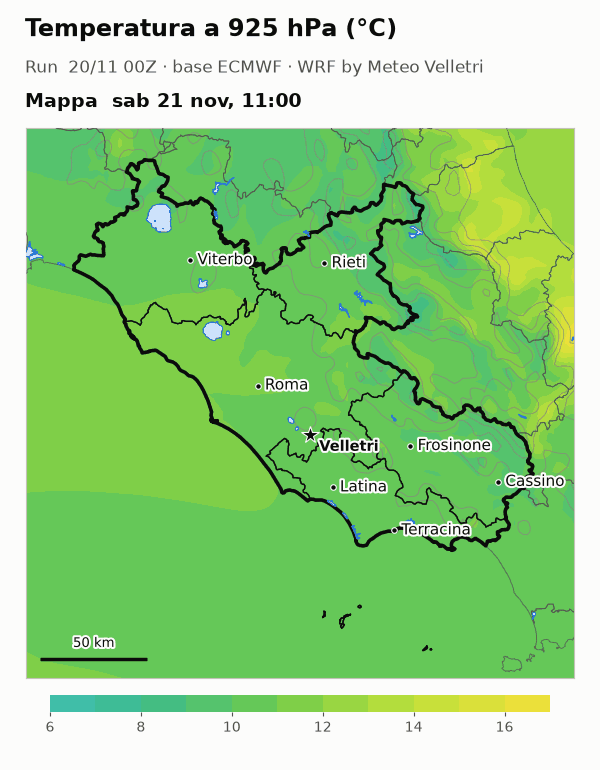 Temperatura a 925 hPa (°C)
Run  20/11 00Z · base ECMWF · WRF by Meteo Velletri
Mappa  sab 21 nov, 11:00
Viterbo
Rieti
Roma
Velletri
Frosinone
Latina
Cassino
Terracina
50 km
6 8 10 12 14 16